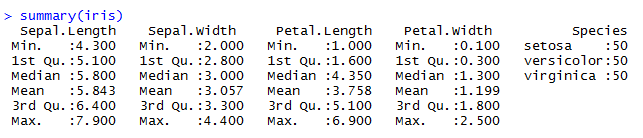 > summary(iris)
  Sepal.Length    Sepal.Width     Petal.Length    Petal.Width          Species
 Min.   :4.300   Min.   :2.000   Min.   :1.000   Min.   :0.100   setosa    :50
 1st Qu.:5.100   1st Qu.:2.800   1st Qu.:1.600   1st Qu.:0.300   versicolor:50
 Median :5.800   Median :3.000   Median :4.350   Median :1.300   virginica :50
 Mean   :5.843   Mean   :3.057   Mean   :3.758   Mean   :1.199
 3rd Qu.:6.400   3rd Qu.:3.300   3rd Qu.:5.100   3rd Qu.:1.800
 Max.   :7.900   Max.   :4.400   Max.   :6.900   Max.   :2.500